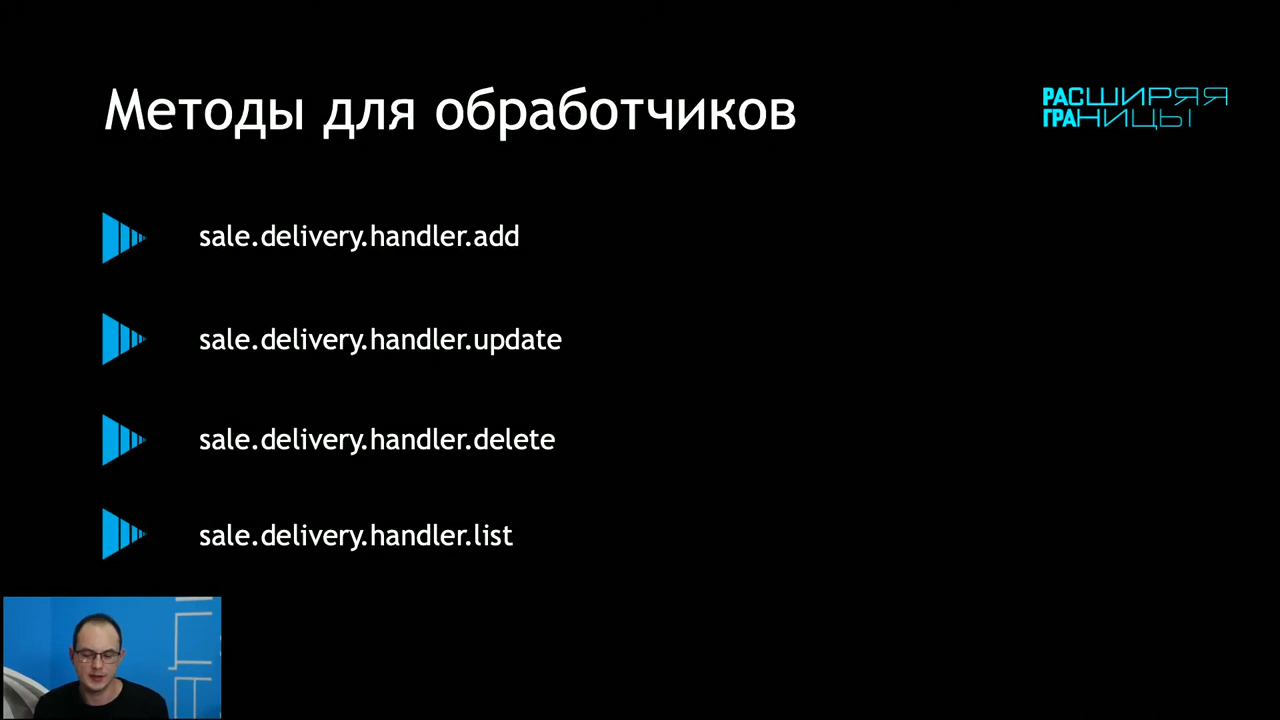 Методы для обработчиков
РАСШИРЯЯ
ГРАНИЦЫ
sale.delivery.handler.add
sale.delivery.handler.update
sale.delivery.handler.delete
sale.delivery.handler.list